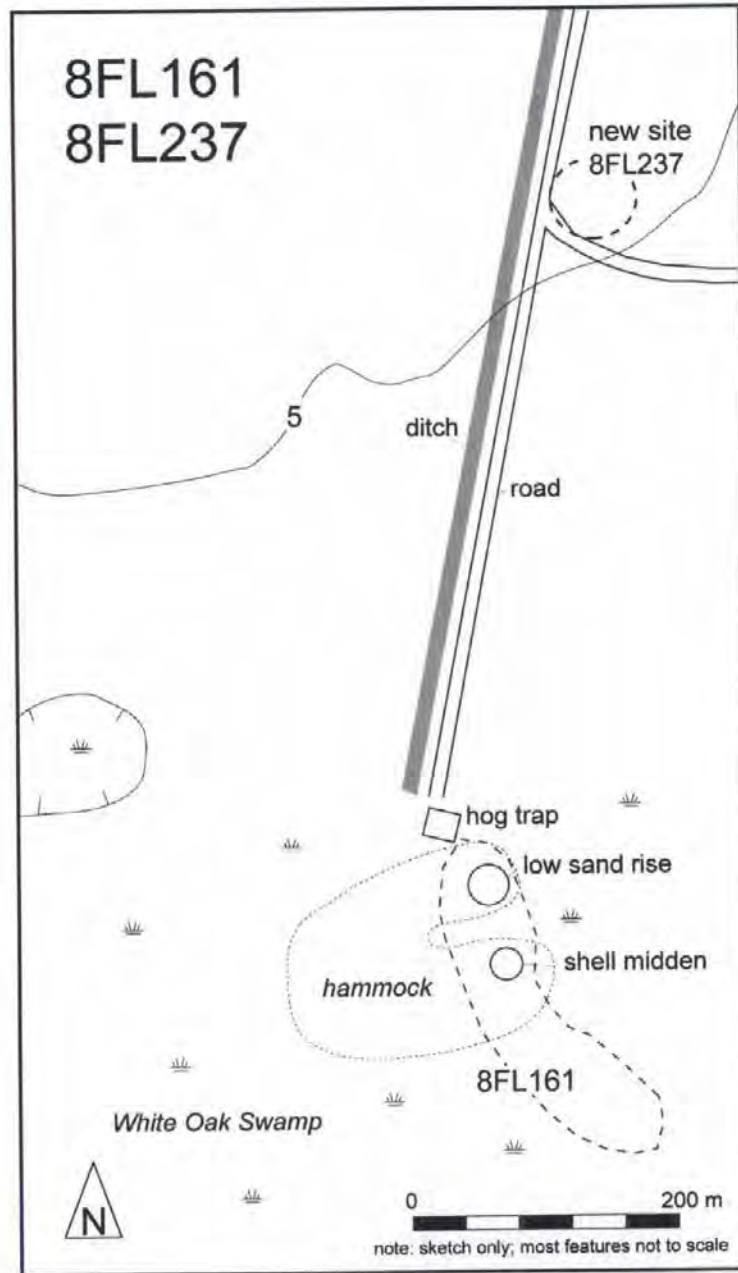 8FL161
8FL237
new site
8FL237
5
ditch
road
hog trap
low sand rise
shell midden
hammock
8FL161
White Oak Swamp
N
0
200 m
note: sketch only; most features not to scale